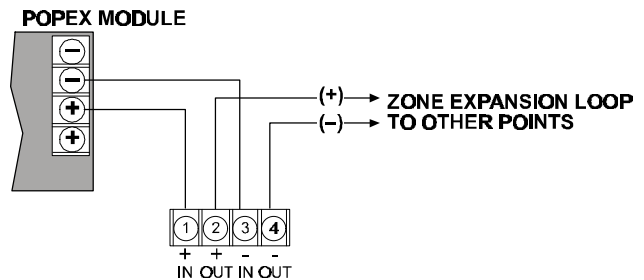 POPEX MODULE
−
−
+
+
(+) ZONE EXPANSION LOOP
(−) TO OTHER POINTS
1 2 3 4
+ + - -
IN OUT IN OUT